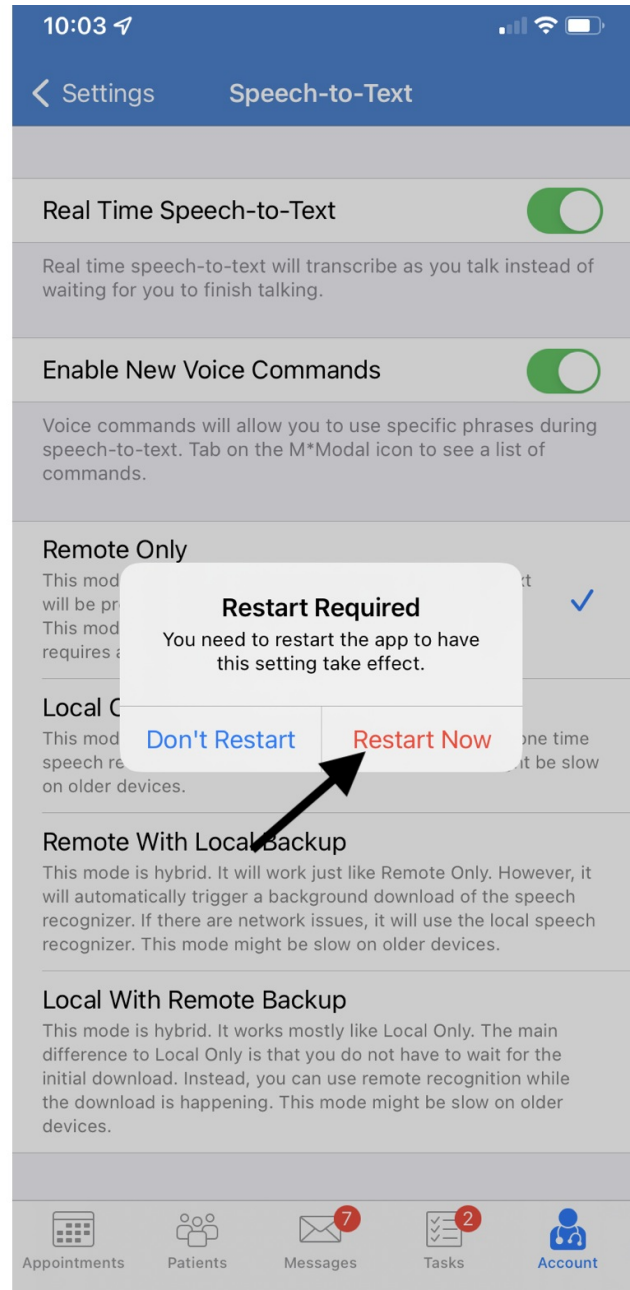 10:03
Settings
Speech-to-Text
Real Time Speech-to-Text
Real time speech-to-text will transcribe as you talk instead of
waiting for you to finish talking.
Enable New Voice Commands
Voice commands will allow you to use specific phrases during
speech-to-text. Tab on the M*Modal icon to see a list of
commands.
Remote Only
This mod
will be pr
This mod
requires
Restart Required
You need to restart the app to have
this setting take effect.
Don't Restart
Restart Now
Local
This mod one time
speech re be slow
on older devices.
Remote With Local Backup
This mode is hybrid. It will work just like Remote Only. However, it
will automatically trigger a background download of the speech
recognizer. If there are network issues, it will use the local speech
recognizer. This mode might be slow on older devices.
Local With Remote Backup
This mode is hybrid. It works mostly like Local Only. The main
difference to Local Only is that you do not have to wait for the
initial download. Instead, you can use remote recognition while
the download is happening. This mode might be slow on older
devices.
7
2
Appointments
Patients
Messages
Tasks
Account